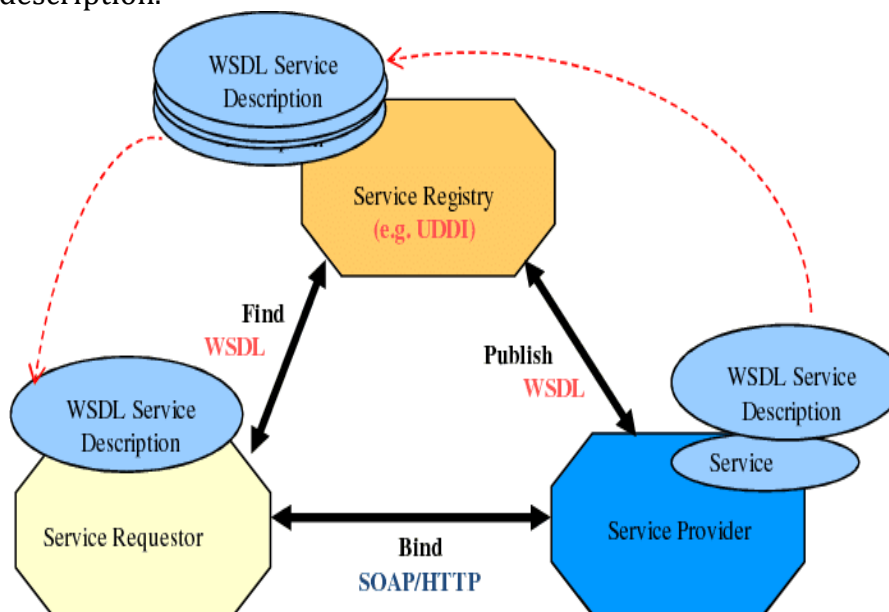 description.
WSDL Service
Description
Service Registry
(e.g. UDDI)
Find
WSDL
Publish
WSDL
WSDL Service
Description
WSDL Service
Description
Service
Service Requestor
Service Provider
Bind
SOAP/HTTP